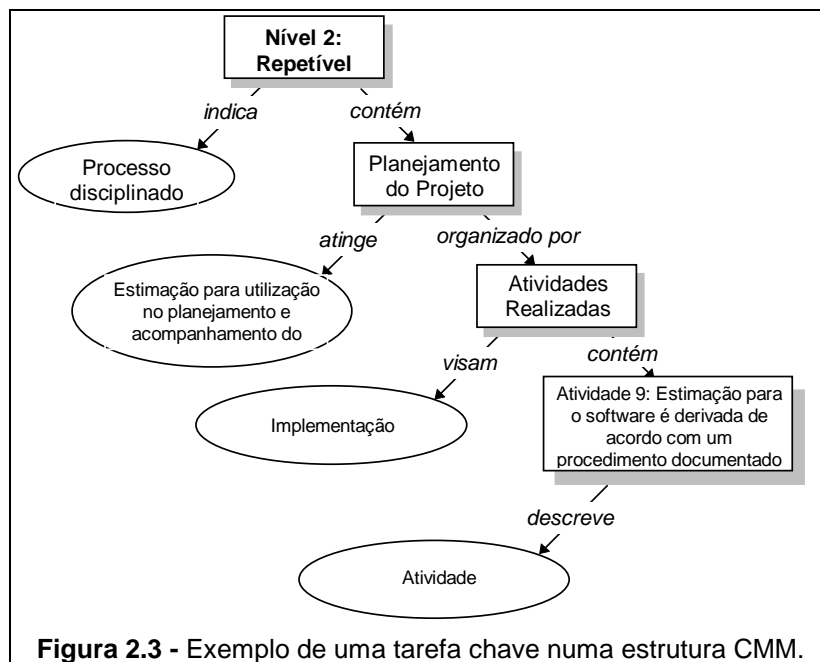 Nível 2:
Repetível
indica
contém
Processo
disciplinado
Planejamento
do Projeto
atinge
organizado por
Estimação para utilização
no planejamento e
acompanhamento do
Atividades
Realizadas
visam
contém
Implementação
Atividade 9: Estimação para
o software é derivada de
acordo com um
procedimento documentado
descreve
Atividade
Figura 2.3 - Exemplo de uma tarefa chave numa estrutura CMM.